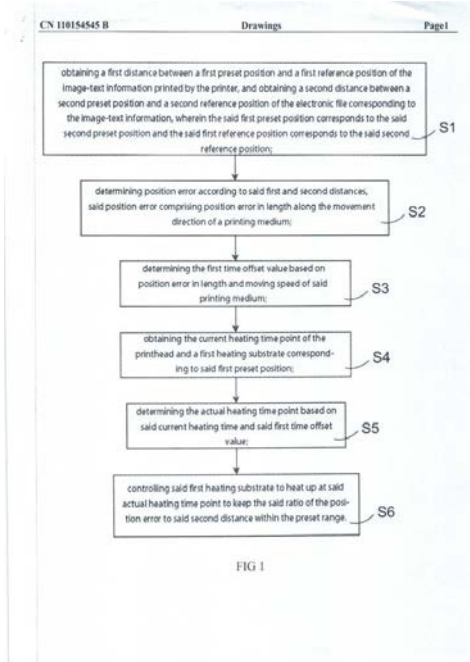 CN 110154545 B Drawings Page1
obtaining a first distance between a first preset position and a first reference position of the
image-text information printed by the printer, and obtaining a second distance between a
second preset position and a second reference position of the electronic file corresponding to
the image-text information, wherein the said first preset position corresponds to the said
second preset position and the said first reference position corresponds to the said second
reference position;
S1
determining position error according to said first and second distances,
said position error comprising position error in length along the movement
direction of a printing medium;
S2
determining the first time offset value based on
position error in length and moving speed of said
printing medium;
S3
obtaining the current heating time point of the
printhead and a first heating substrate correspond-
ing to said first preset position;
S4
determining the actual heating time point based on
said current heating time and said first time offset
value;
S5
controlling said first heating substrate to heat up at said
actual heating time point to keep the said ratio of the posi-
tion error to said second distance within the preset range.
S6
FIG 1